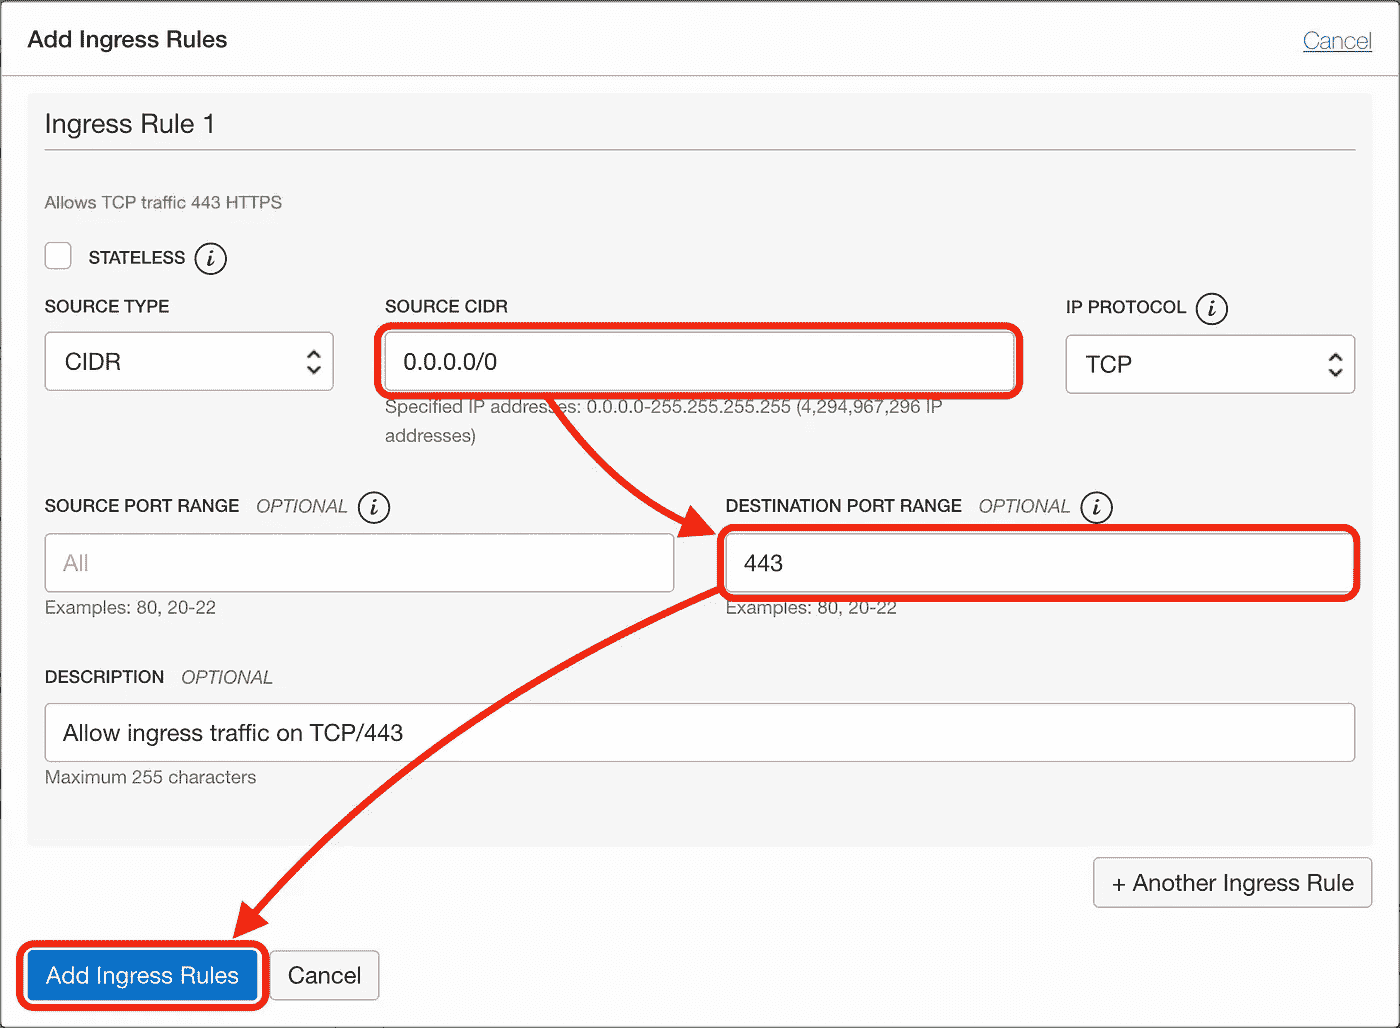 Add Ingress Rules
Cancel
Ingress Rule 1
Allows TCP traffic 443 HTTPS
STATELESS i
SOURCE TYPE
SOURCE CIDR
IP PROTOCOL i
CIDR
0.0.0.0/0
TCP
Specified IP addresses: 0.0.0.0-255.255.255.255 (4,294,967,296 IP
addresses)
SOURCE PORT RANGE OPTIONAL i
DESTINATION PORT RANGE OPTIONAL i
All
443
Examples: 80, 20-22
Examples: 80, 20-22
DESCRIPTION OPTIONAL
Allow ingress traffic on TCP/443
Maximum 255 characters
+ Another Ingress Rule
Add Ingress Rules
Cancel